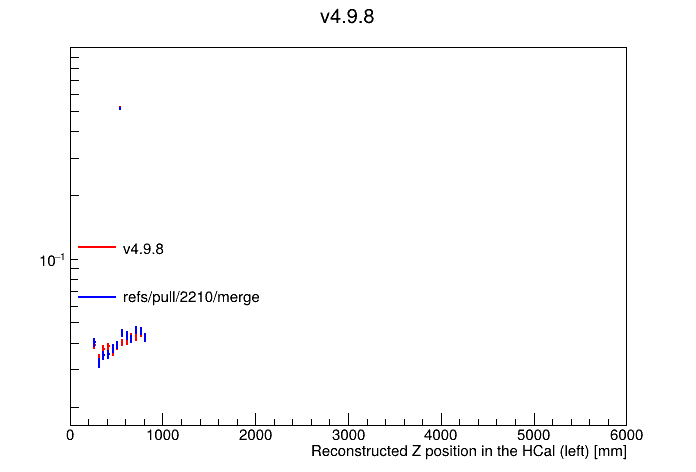 v4.9.8
10⁻¹
v4.9.8
refs/pull/2210/merge
0 1000 2000 3000 4000 5000 6000
Reconstructed Z position in the HCal (left) [mm]